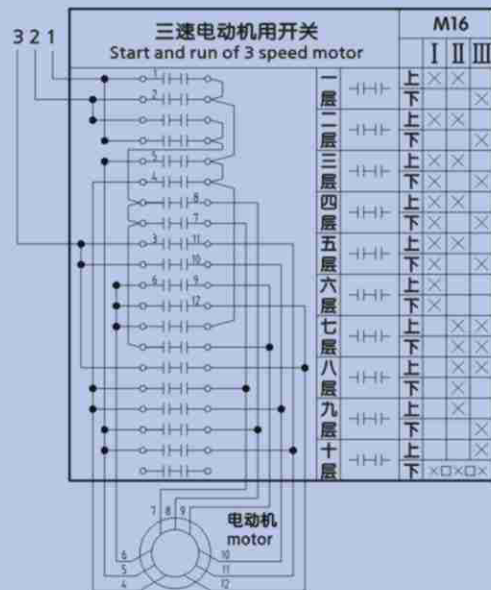 3 2 1
三速电动机用开关
Start and run of 3 speed motor
M16
I II III
1
2
5
4
8
7
3 11
10
6 9
12
一层 上 × ×
下 ×
二层 上 × ×
下 ×
三层 上 × ×
下 × ×
四层 上 × ×
下 × ×
五层 上 × ×
下 × ×
六层 上 ×
下 ×
七层 上 × ×
下 × ×
八层 上 × ×
下 ×
九层 上 ×
下 ×
十层 上 ×
下 ×□×□×
电动机
motor
7 8 9
6 10
5 11
4 12